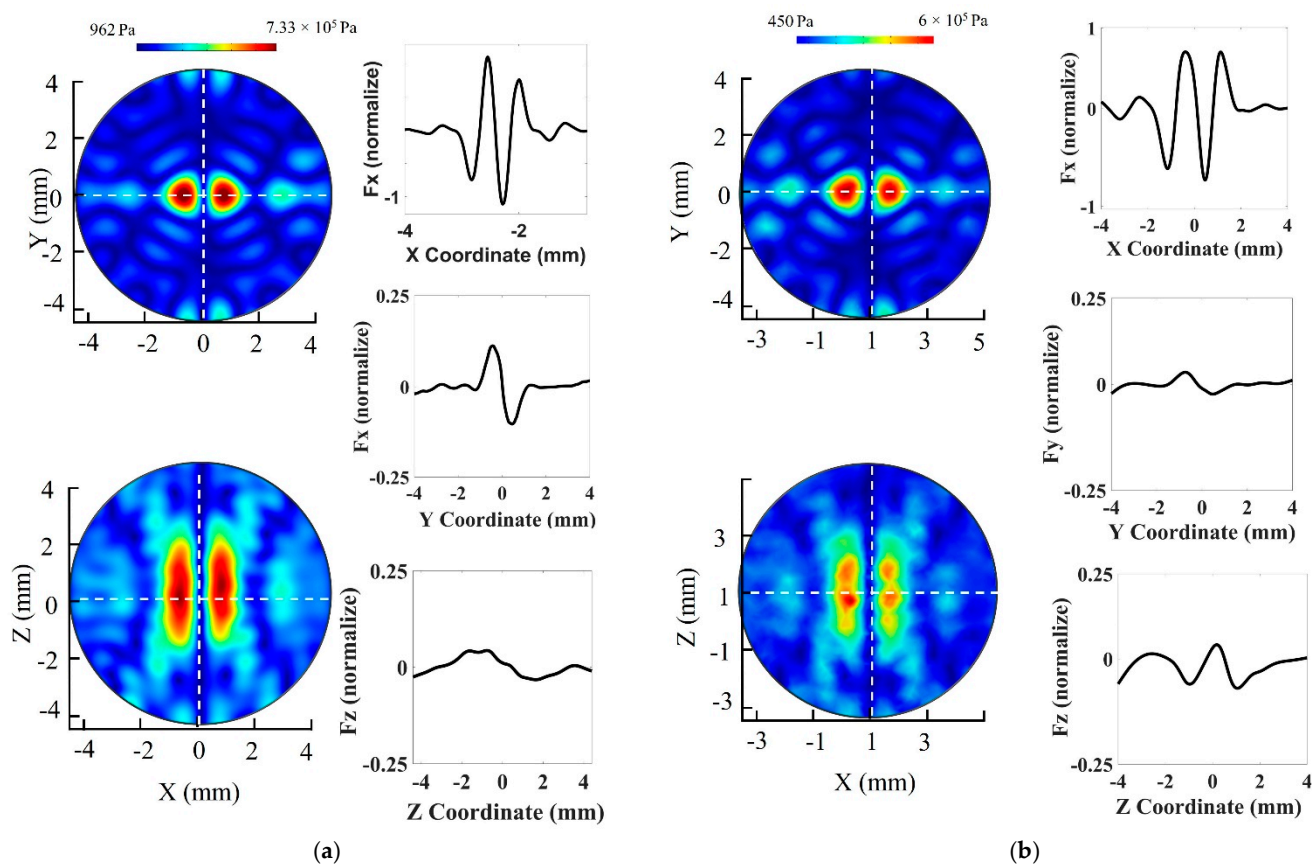 962 Pa
7.33 × 10⁵ Pa
4
2
0
-2
-4
Y (mm)
-4 -2 0 2 4
Fx (normalize)
-1
-4 -2
X Coordinate (mm)
0.25
0
-0.25
Fx (normalize)
-4 -2 0 2 4
Y Coordinate (mm)
4
2
0
-2
-4
Z (mm)
-4 -2 0 2 4
X (mm)
0.25
0
-0.25
Fz (normalize)
-4 -2 0 2 4
Z Coordinate (mm)
(a)
450 Pa
6 × 10⁵ Pa
4
2
0
-2
-4
Y (mm)
-3 -1 1 3 5
1
0
-1
Fx (normalize)
-4 -2 0 2 4
X Coordinate (mm)
0.25
0
-0.25
Fy (normalize)
-4 -2 0 2 4
Y Coordinate (mm)
3
1
-1
-3
Z (mm)
-3 -1 1 3
X (mm)
0.25
0
-0.25
Fz (normalize)
-4 -2 0 2 4
Z Coordinate (mm)
(b)